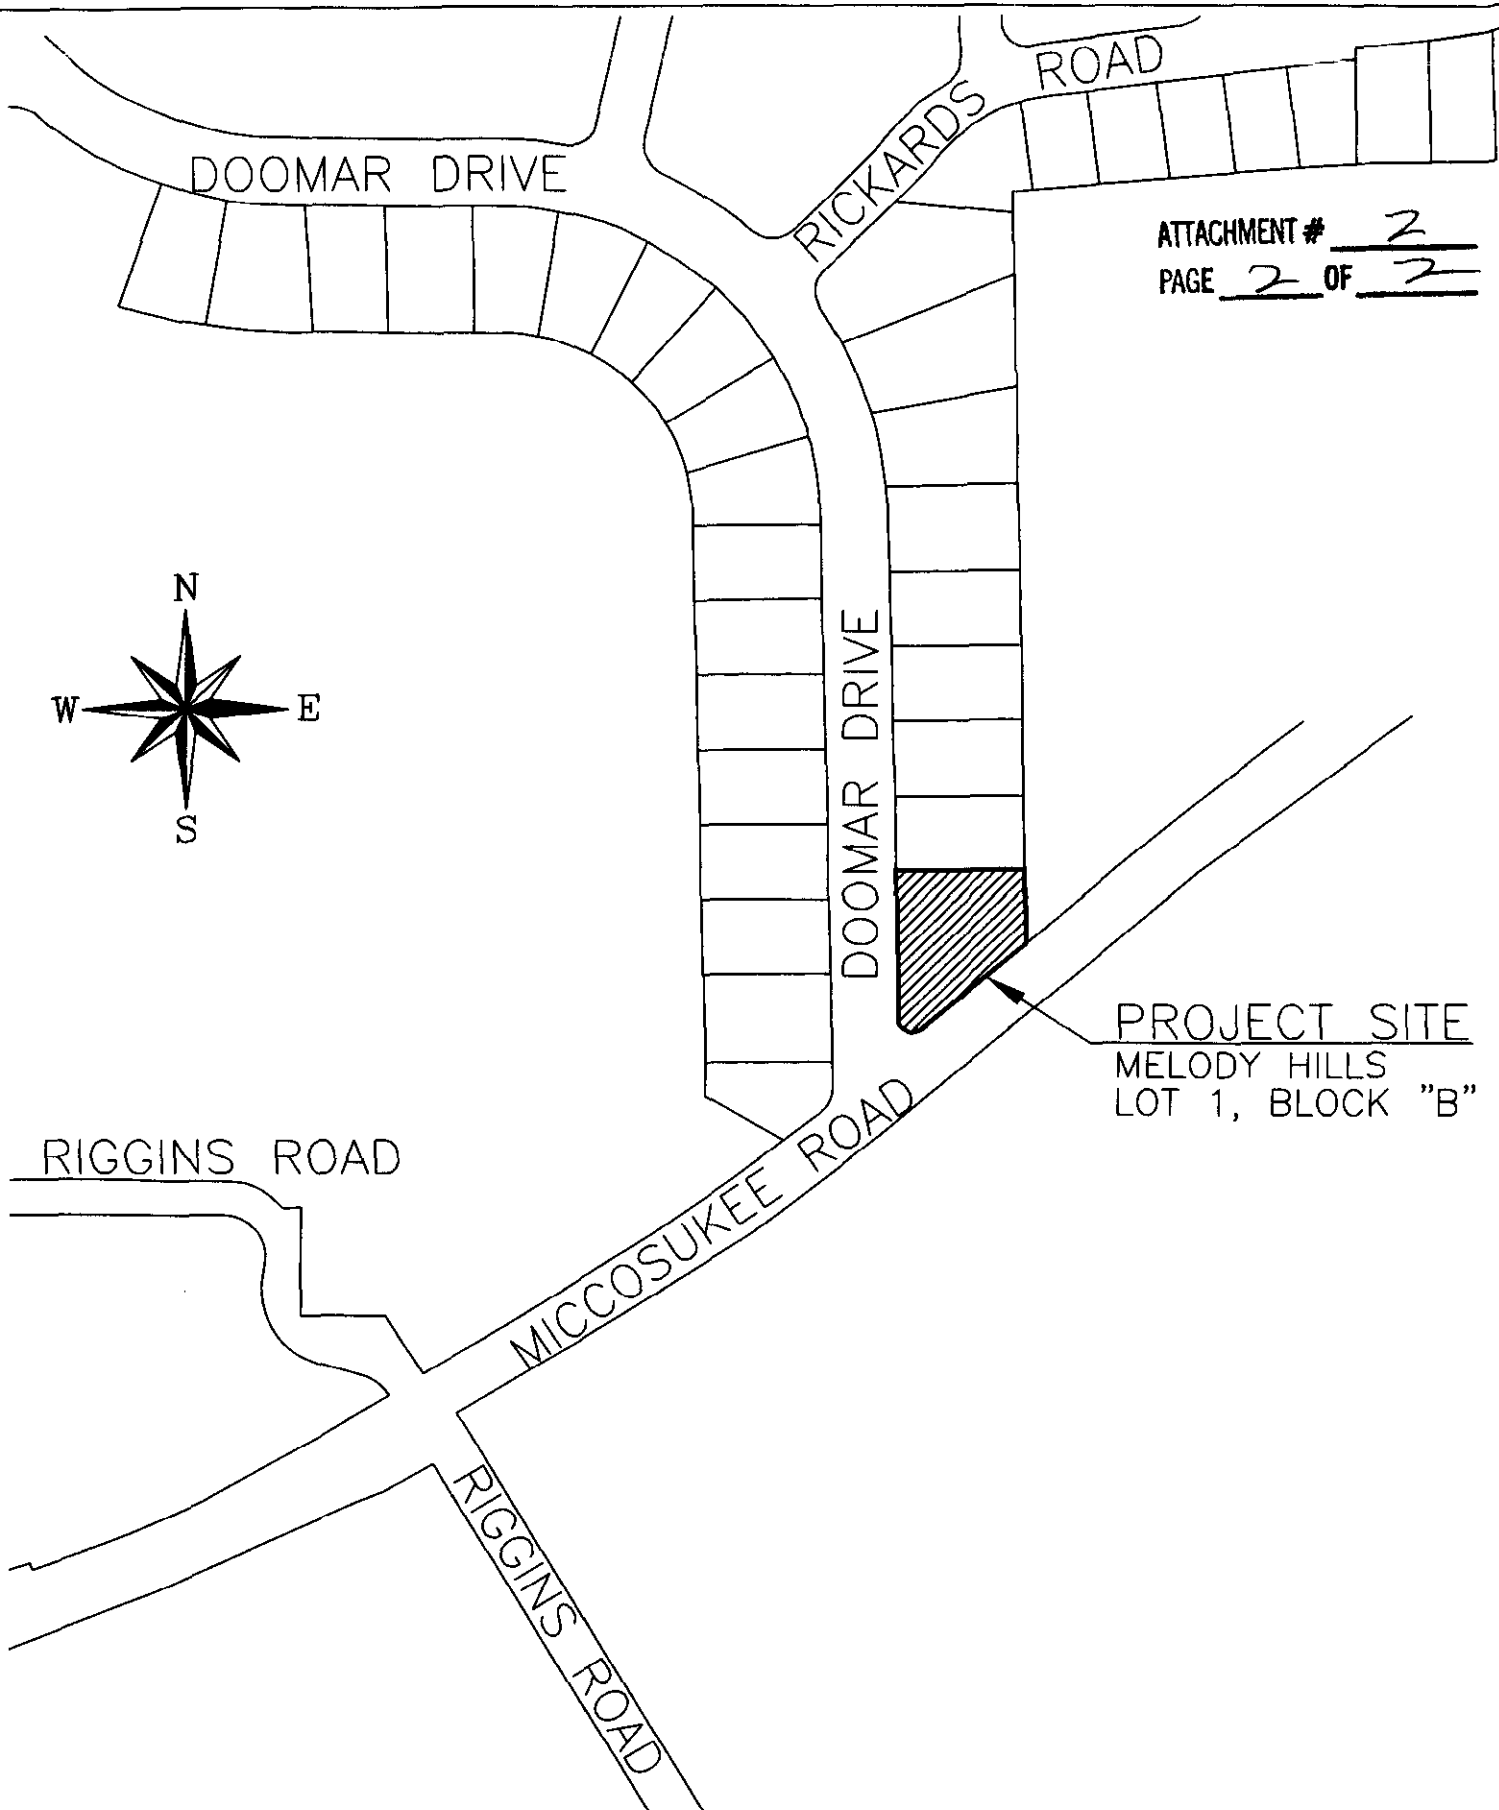 RICKARDS ROAD
DOOMAR DRIVE
ATTACHMENT # 2
PAGE 2 OF 2
N
W E
S
DOOMAR DRIVE
PROJECT SITE
MELODY HILLS
LOT 1, BLOCK "B"
RIGGINS ROAD
MICCOSUKEE ROAD
RIGGINS ROAD